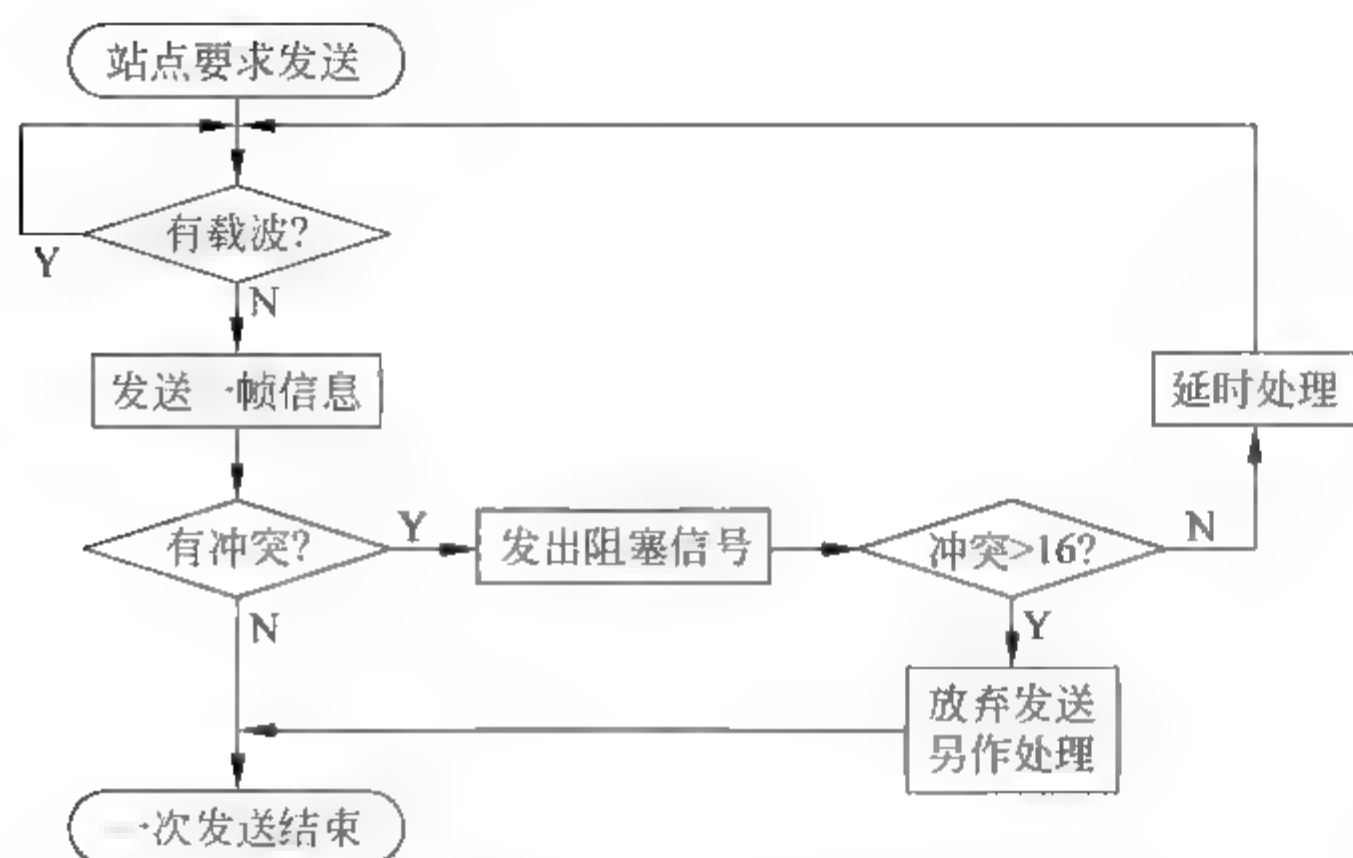 站点要求发送
有载波?
Y
N
发送一帧信息
延时处理
有冲突?
Y
发出阻塞信号
冲突>16?
N
N
Y
放弃发送
另作处理
一次发送结束